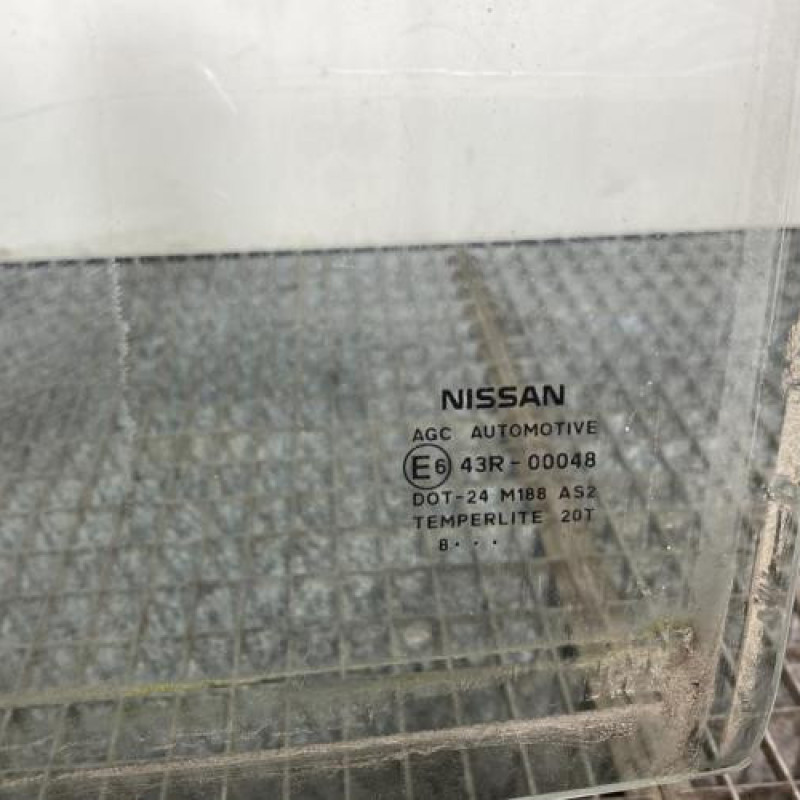 NISSAN
AGC AUTOMOTIVE
E6 43R-00048
DOT-24 M188 AS2
TEMPERLITE 20T
8・・・